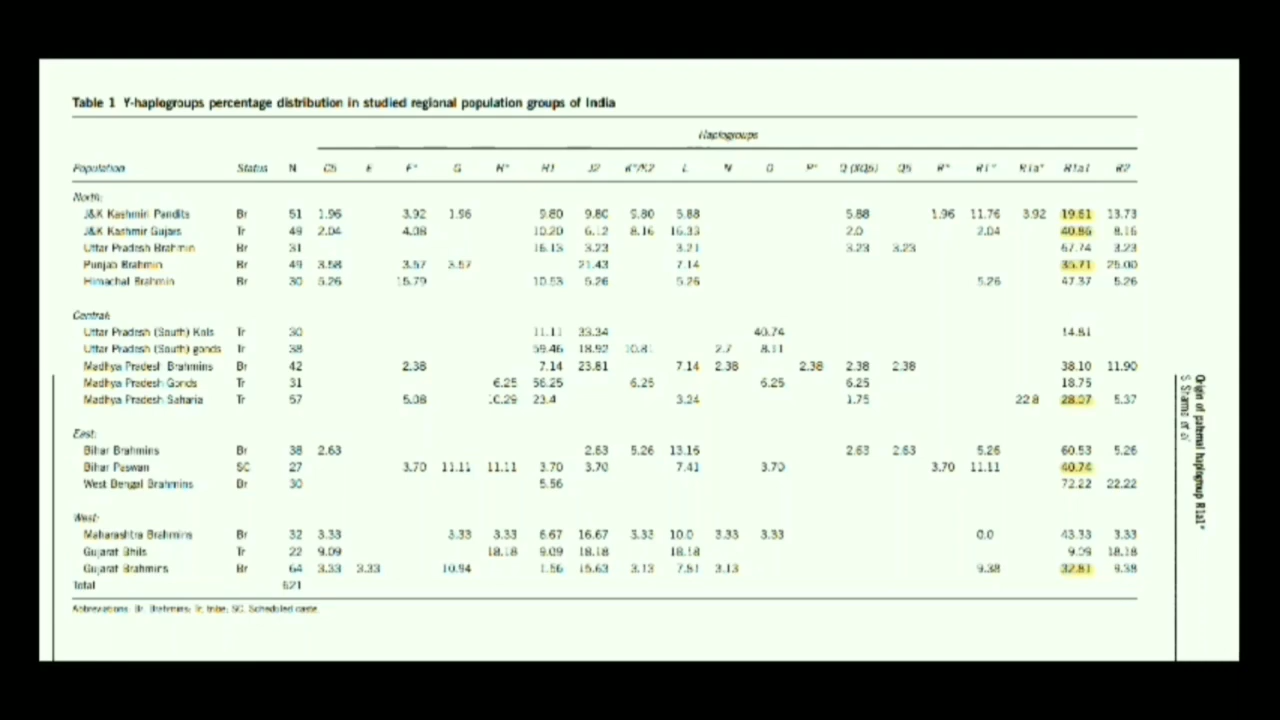 Table 1 Y-haplogroups percentage distribution in studied regional population groups of India
Haplogroups
Population Status N C5 E F* G H* H1 J2 K*/K2 L N O P* Q (XQ5) Q5 R* R1* R1a* R1a1 R2
North:
J&K Kashmiri Pandits Br 51 1.96 3.92 1.96 9.80 9.80 9.80 5.88 5.88 1.96 11.76 3.92 19.61 13.73
J&K Kashmir Gujars Tr 49 2.04 4.08 10.20 6.12 8.16 16.33 2.0 2.04 40.86 8.16
Uttar Pradesh Brahmin Br 31 16.13 3.23 3.21 3.23 3.23 67.74 3.23
Punjab Brahmin Br 49 3.58 3.57 3.57 21.43 7.14 35.71 25.00
Himachal Brahmin Br 30 5.26 15.79 10.53 5.26 5.26 5.26 47.37 5.26
Central:
Uttar Pradesh (South) Kols Tr 30 11.11 33.34 40.74 14.81
Uttar Pradesh (South) gonds Tr 38 59.46 18.92 10.81 2.7 8.11
Madhya Pradesh Brahmins Br 42 2.38 7.14 23.81 7.14 2.38 2.38 2.38 2.38 38.10 11.90
Madhya Pradesh Gonds Tr 31 6.25 56.25 6.25 6.25 6.25 18.75
Madhya Pradesh Saharia Tr 57 5.08 23.4 3.24 1.75 22.8 28.07 5.37
East:
Bihar Brahmins Br 38 2.63 2.63 5.26 13.16 2.63 2.63 5.26 60.53 5.26
Bihar Paswan SC 27 3.70 11.11 11.11 3.70 3.70 7.41 3.70 3.70 11.11 40.74
West Bengal Brahmins Br 30 5.56 72.22 22.22
West:
Maharashtra Brahmins Br 32 3.33 3.33 3.33 6.67 16.67 3.33 10.0 3.33 3.33 0.0 43.33 3.33
Gujarat Bhils Tr 22 9.09 18.18 9.09 18.18 18.18 9.09 18.18
Gujarat Brahmins Br 64 3.33 3.33 10.94 1.56 15.63 3.13 7.81 3.13 9.38 32.81 9.38
Total 621
Abbreviations: Br, Brahmins; Tr, tribe; SC, Scheduled caste.
Origin of paternal haplogroup R1a1*
S Sharma et al